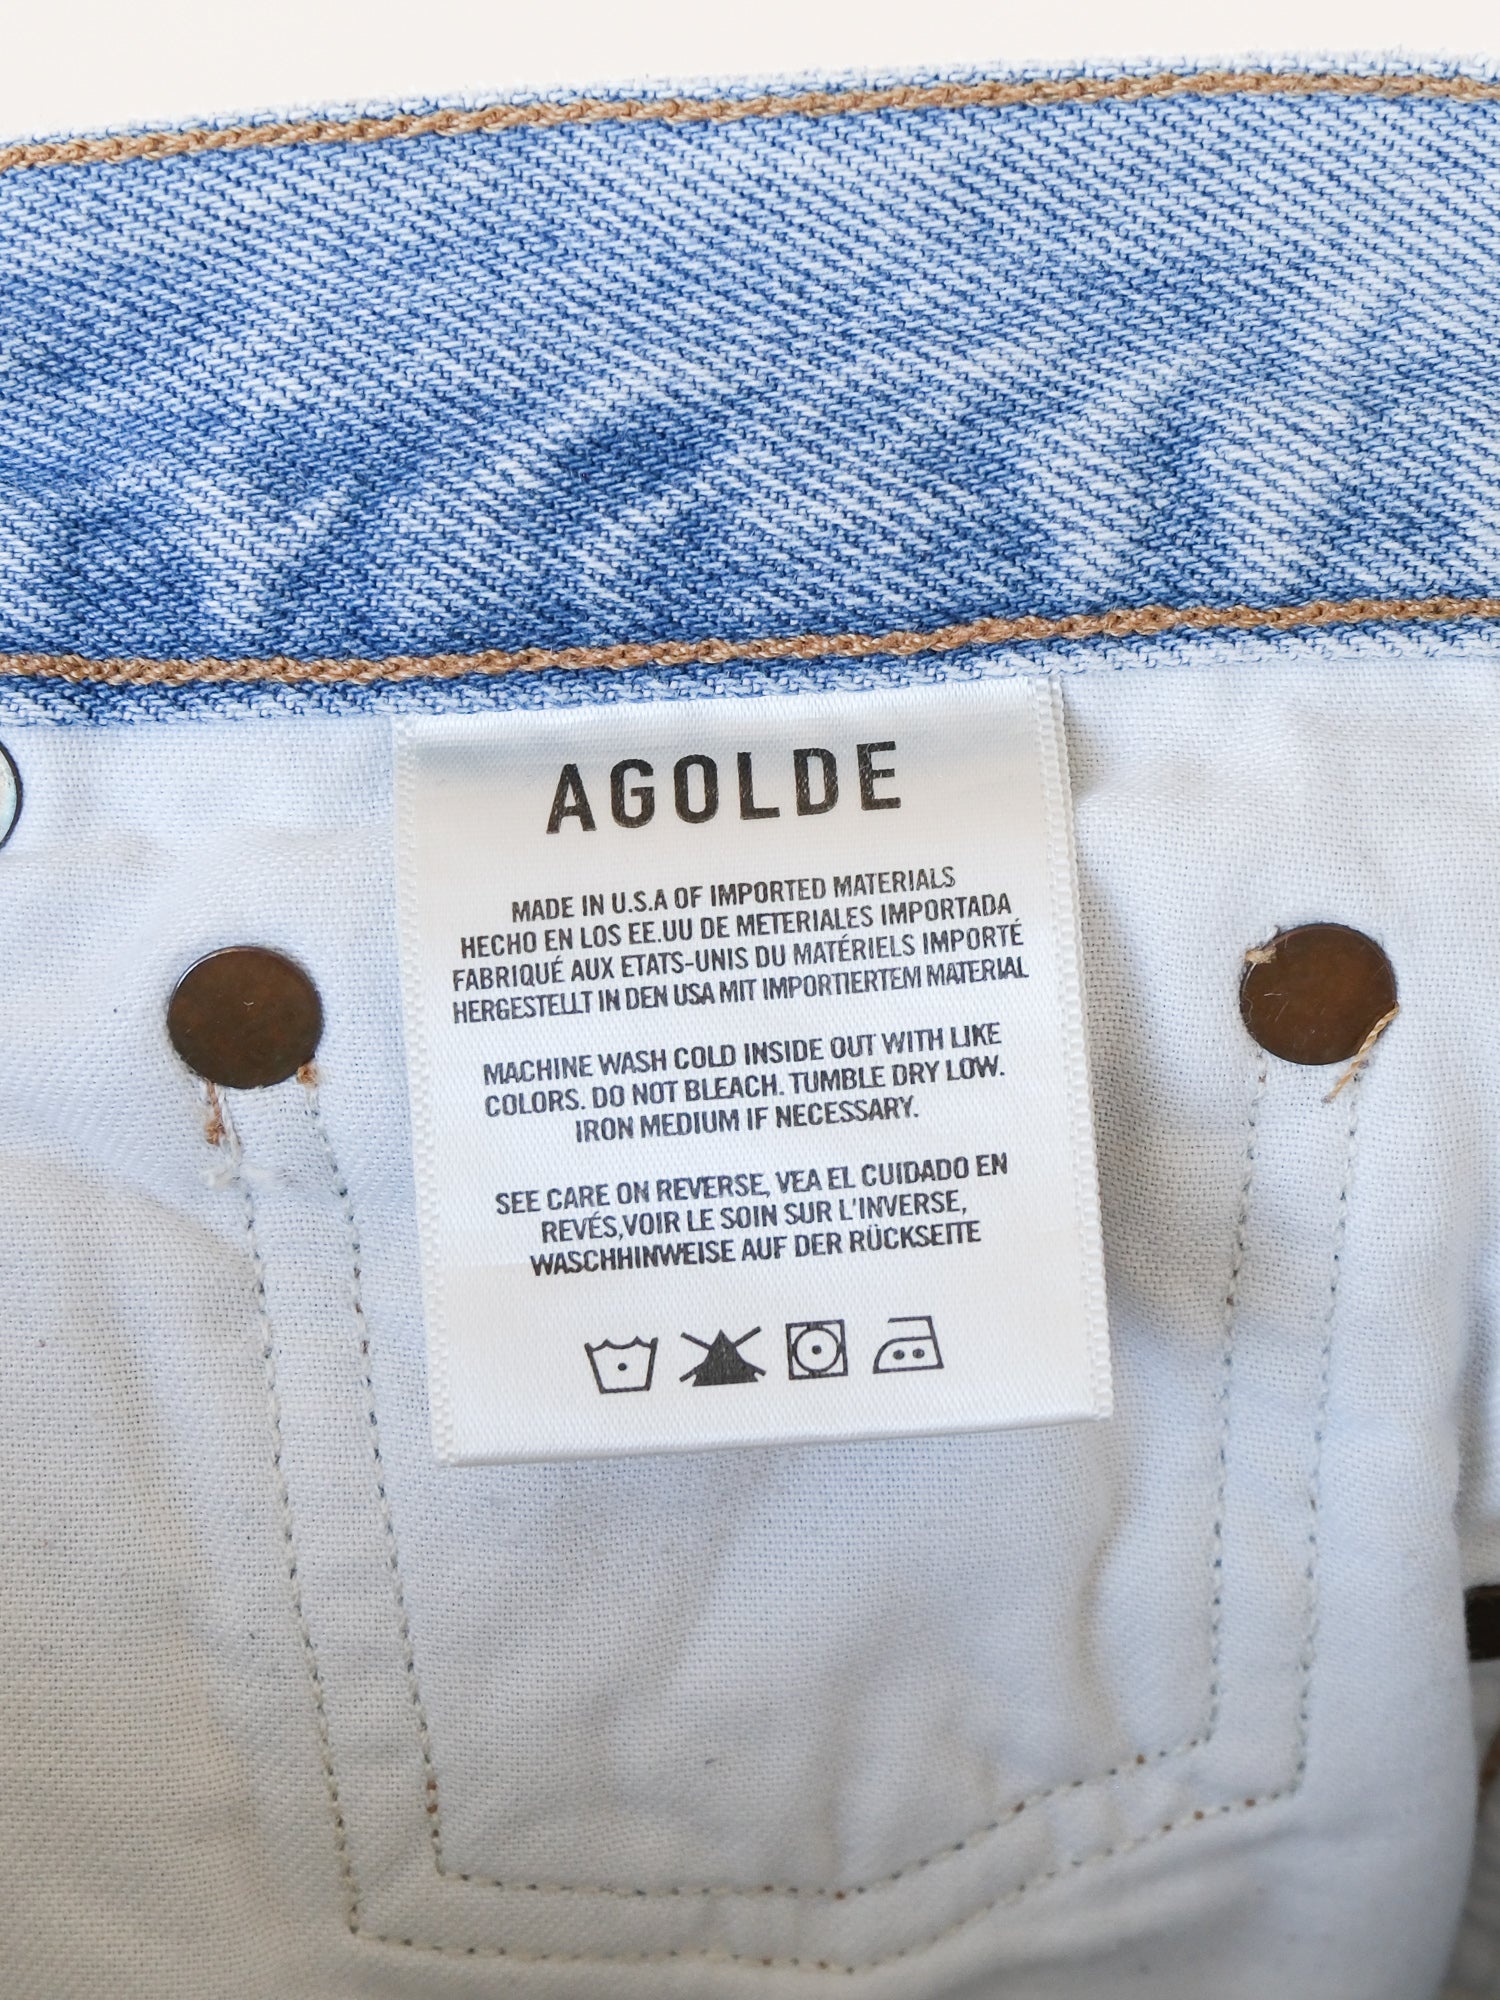 AGOLDE
MADE IN U.S.A OF IMPORTED MATERIALS
HECHO EN LOS EE.UU DE METERIALES IMPORTADA
FABRIQUÉ AUX ETATS-UNIS DU MATÉRIELS IMPORTÉ
HERGESTELLT IN DEN USA MIT IMPORTIERTEM MATERIAL
MACHINE WASH COLD INSIDE OUT WITH LIKE
COLORS. DO NOT BLEACH. TUMBLE DRY LOW.
IRON MEDIUM IF NECESSARY.
SEE CARE ON REVERSE, VEA EL CUIDADO EN
REVÉS,VOIR LE SOIN SUR L'INVERSE,
WASCHHINWEISE AUF DER RÜCKSEITE